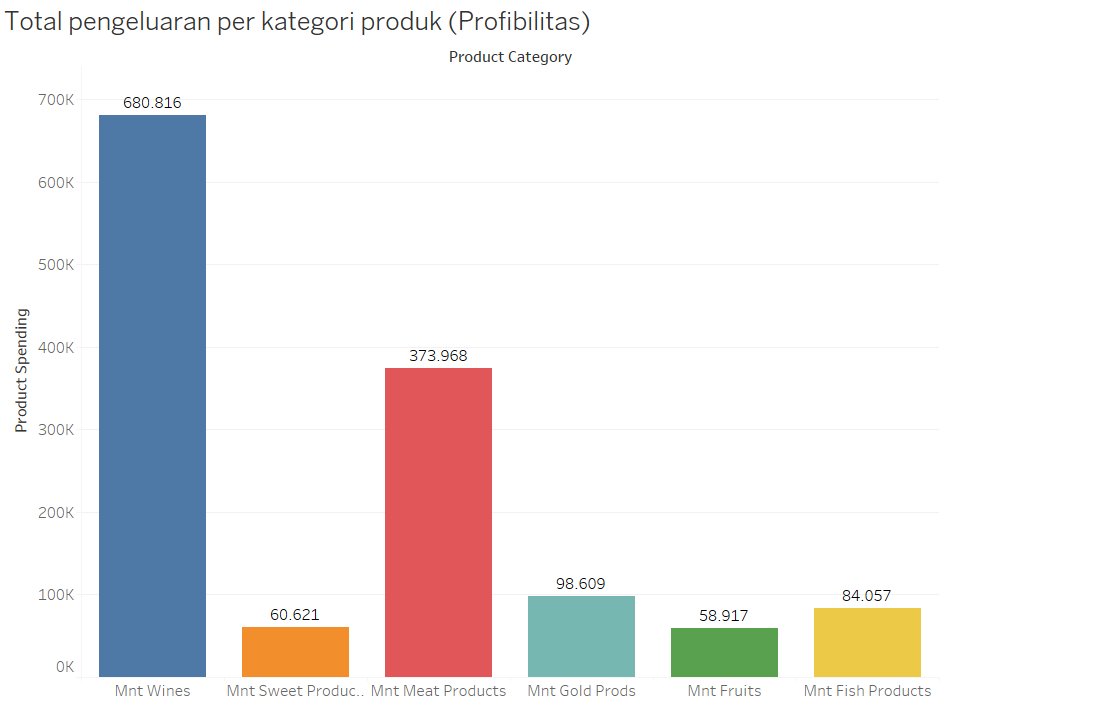 Total pengeluaran per kategori produk (Profibilitas)
Product Category
Product Spending
700K
600K
500K
400K
300K
200K
100K
0K
680.816
60.621
373.968
98.609
58.917
84.057
Mnt Wines
Mnt Sweet Produc..
Mnt Meat Products
Mnt Gold Prods
Mnt Fruits
Mnt Fish Products